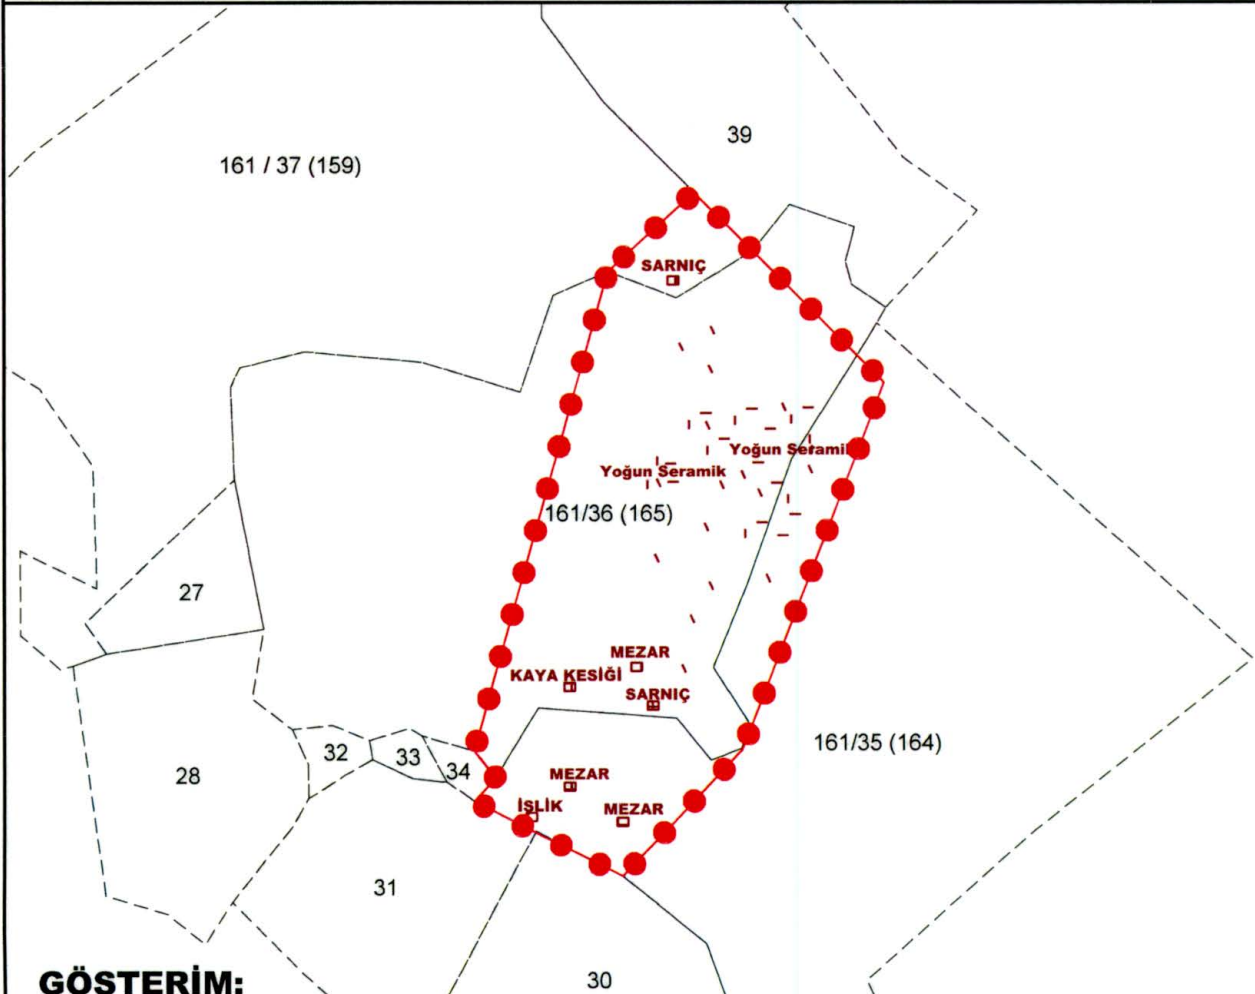 39
161 / 37 (159)
SARNIÇ
Yoğun Seramik
Yoğun Seramik
161/36 (165)
27
MEZAR
KAYA KESİĞİ
SARNIÇ
161/35 (164)
32
33
34
28
MEZAR
İŞLİK
MEZAR
31
30
GÖSTERİM: